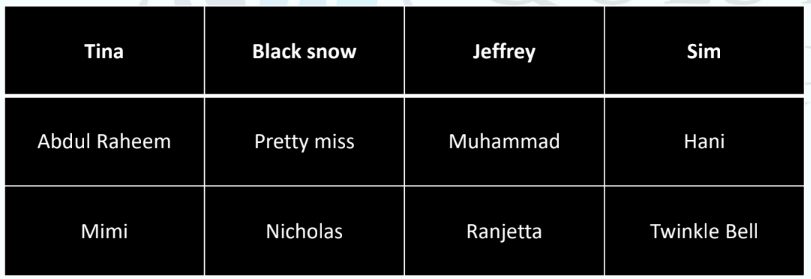 Tina Black snow Jeffrey Sim
Abdul Raheem Pretty miss Muhammad Hani
Mimi Nicholas Ranjetta Twinkle Bell